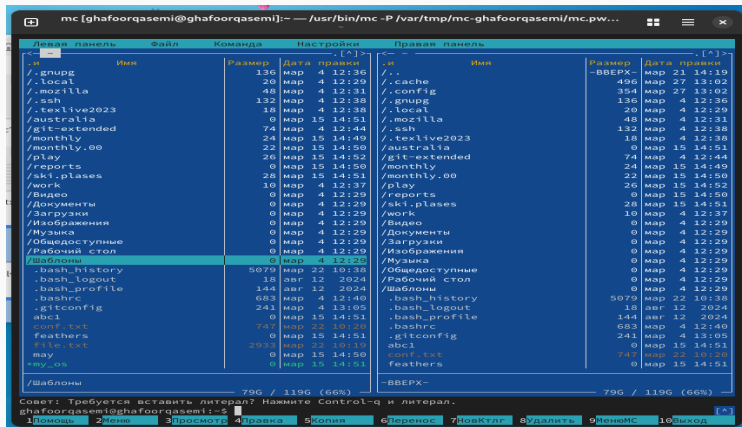 mc [ghafoorqasemi@ghafoorqasemi]:~ — /usr/bin/mc -P /var/tmp/mc-ghafoorqasemi/mc.pw...
Левая панель Файл Команда Настройки Правая панель
<- ~ .[^]> <- ~ .[^]>
.и Имя Размер Дата правки .и Имя Размер Дата правки
/.gnupg 136 мар 4 12:36 /.. -ВВЕРХ- мар 21 14:19
/.local 20 мар 4 12:29 /.cache 496 мар 27 13:02
/.mozilla 48 мар 4 12:31 /.config 354 мар 27 13:02
/.ssh 132 мар 4 12:38 /.gnupg 136 мар 4 12:36
/.texlive2023 18 мар 4 12:38 /.local 20 мар 4 12:29
/australia 0 мар 15 14:51 /.mozilla 48 мар 4 12:31
/git-extended 74 мар 4 12:44 /.ssh 132 мар 4 12:38
/monthly 24 мар 15 14:49 /.texlive2023 18 мар 4 12:38
/monthly.00 22 мар 15 14:50 /australia 0 мар 15 14:51
/play 26 мар 15 14:52 /git-extended 74 мар 4 12:44
/reports 0 мар 15 14:50 /monthly 24 мар 15 14:49
/ski.plases 28 мар 15 14:51 /monthly.00 22 мар 15 14:50
/work 10 мар 4 12:37 /play 26 мар 15 14:52
/Видео 0 мар 4 12:29 /reports 0 мар 15 14:50
/Документы 0 мар 4 12:29 /ski.plases 28 мар 15 14:51
/Загрузки 0 мар 4 12:29 /work 10 мар 4 12:37
/Изображения 0 мар 4 12:29 /Видео 0 мар 4 12:29
/Музыка 0 мар 4 12:29 /Документы 0 мар 4 12:29
/Общедоступные 0 мар 4 12:29 /Загрузки 0 мар 4 12:29
/Рабочий стол 0 мар 4 12:29 /Изображения 0 мар 4 12:29
/Шаблоны 0 мар 4 12:29 /Музыка 0 мар 4 12:29
.bash_history 5079 мар 22 10:38 /Общедоступные 0 мар 4 12:29
.bash_logout 18 авг 12 2024 /Рабочий стол 0 мар 4 12:29
.bash_profile 144 авг 12 2024 /Шаблоны 0 мар 4 12:29
.bashrc 683 мар 4 12:40 .bash_history 5079 мар 22 10:38
.gitconfig 241 мар 4 13:05 .bash_logout 18 авг 12 2024
abc1 0 мар 15 14:51 .bash_profile 144 авг 12 2024
conf.txt 747 мар 22 10:20 .bashrc 683 мар 4 12:40
feathers 0 мар 15 14:51 .gitconfig 241 мар 4 13:05
file.txt 2933 мар 22 10:19 abc1 0 мар 15 14:51
may 0 мар 15 14:50 conf.txt 747 мар 22 10:20
*my_os 0 мар 15 14:51 feathers 0 мар 15 14:51
/Шаблоны -ВВЕРХ-
79G / 119G (66%) 79G / 119G (66%)
Совет: Требуется вставить литерал? Нажмите Control-q и литерал.
ghafoorqasemi@ghafoorqasemi:~$ [^]
1Помощь 2Меню 3Просмотр 4Правка 5Копия 6Перенос 7НовКтлг 8Удалить 9МенюMC 10Выход